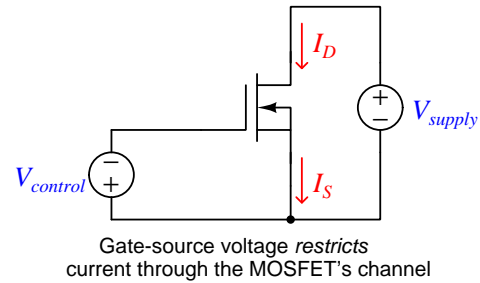 I_D
+
−
V_supply
−
+
V_control
I_S
Gate-source voltage restricts
current through the MOSFET's channel